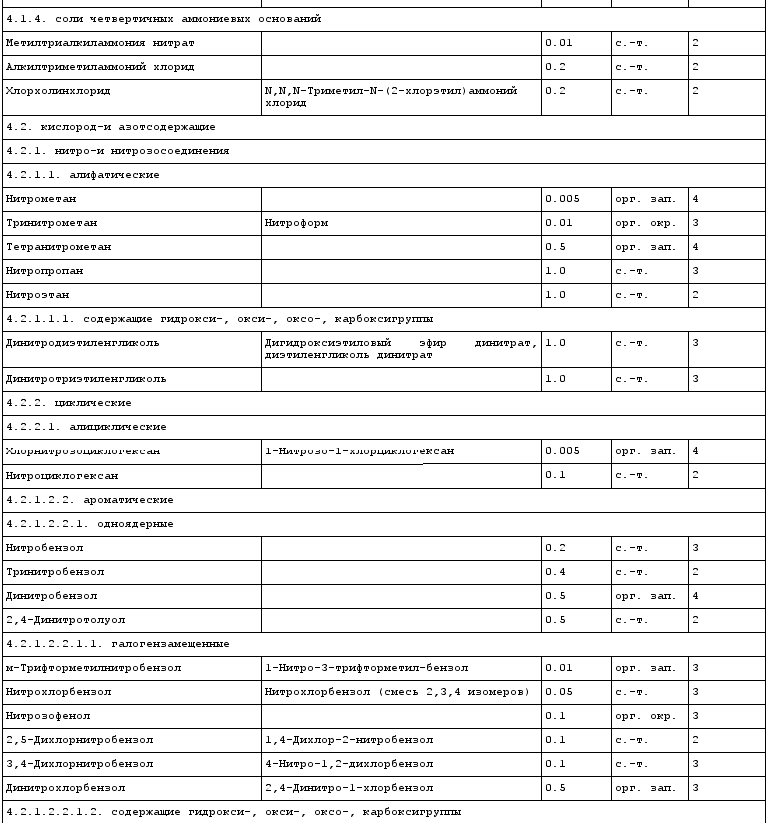 4.1.4. соли четвертичных аммониевых оснований
Метилтриалкиламмония нитрат 0.01 с.-т. 2
Алкилтриметиламмоний хлорид 0.2 с.-т. 2
Хлорхолинхлорид N,N,N-Триметил-N-(2-хлорэтил)аммоний 0.2 с.-т. 2
хлорид
4.2. кислород-и азотсодержащие
4.2.1. нитро-и нитрозосоединения
4.2.1.1. алифатические
Нитрометан 0.005 орг. зап. 4
Тринитрометан Нитроформ 0.01 орг. окр. 3
Тетранитрометан 0.5 орг. зап. 4
Нитропропан 1.0 с.-т. 3
Нитроэтан 1.0 с.-т. 2
4.2.1.1.1. содержащие гидрокси-, окси-, оксо-, карбоксигруппы
Динитродиэтиленгликоль Дигидроксиэтиловый эфир динитрат, 1.0 с.-т. 3
диэтиленгликоль динитрат
Динитротриэтиленгликоль 1.0 с.-т. 3
4.2.2. циклические
4.2.2.1. алициклические
Хлорнитрозоциклогексан 1-Нитрозо-1-хлорциклогексан 0.005 орг. зап. 4
Нитроциклогексан 0.1 с.-т. 2
4.2.1.2.2. ароматические
4.2.1.2.2.1. одноядерные
Нитробензол 0.2 с.-т. 3
Тринитробензол 0.4 с.-т. 2
Динитробензол 0.5 орг. зап. 4
2,4-Динитротолуол 0.5 с.-т. 2
4.2.1.2.2.1.1. галогензамещенные
м-Трифторметилнитробензол 1-Нитро-3-трифторметил-бензол 0.01 орг. зап. 3
Нитрохлорбензол Нитрохлорбензол (смесь 2,3,4 изомеров) 0.05 с.-т. 3
Нитрозофенол 0.1 орг. окр. 3
2,5-Дихлорнитробензол 1,4-Дихлор-2-нитробензол 0.1 с.-т. 2
3,4-Дихлорнитробензол 4-Нитро-1,2-дихлорбензол 0.1 с.-т. 3
Динитрохлорбензол 2,4-Динитро-1-хлорбензол 0.5 орг. зап. 3
4.2.1.2.2.1.2. содержащие гидрокси-, окси-, оксо-, карбоксигруппы